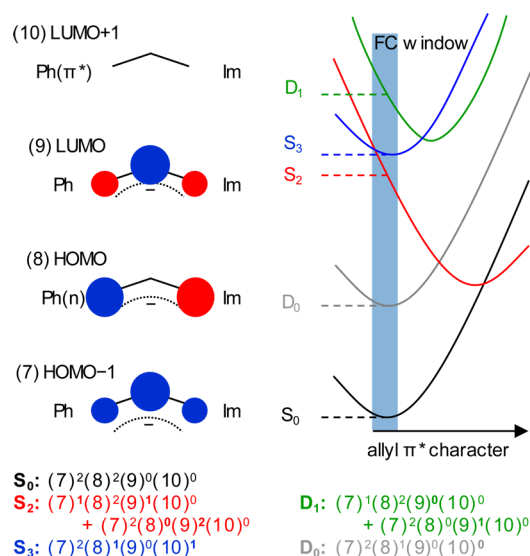 (10) LUMO+1
Ph(π*) Im
(9) LUMO
Ph − Im
(8) HOMO
Ph(n) − Im
(7) HOMO−1
Ph − Im
FC window
D₁
S₃
S₂
D₀
S₀
allyl π* character
S₀: (7)²(8)²(9)⁰(10)⁰
S₂: (7)¹(8)²(9)¹(10)⁰
+ (7)²(8)⁰(9)²(10)⁰
S₃: (7)²(8)¹(9)⁰(10)¹
D₁: (7)¹(8)²(9)⁰(10)⁰
+ (7)²(8)⁰(9)¹(10)⁰
D₀: (7)²(8)¹(9)⁰(10)⁰